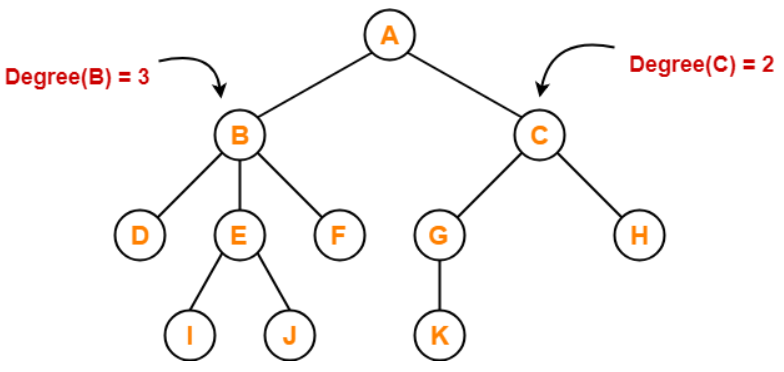 A
Degree(B) = 3
Degree(C) = 2
B
C
D
E
F
G
H
I
J
K